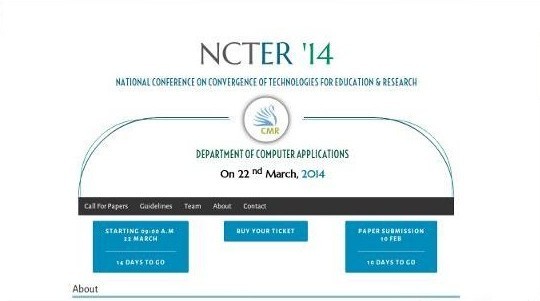 NCTER '14
NATIONAL CONFERENCE ON CONVERGENCE OF TECHNOLOGIES FOR EDUCATION & RESEARCH
CMR
DEPARTMENT OF COMPUTER APPLICATIONS
On 22 nd March, 2014
Call For Papers Guidelines Team About Contact
STARTING 09:00 A.M
22 MARCH
14 DAYS TO GO
BUY YOUR TICKET
PAPER SUBMISSION
10 FEB
10 DAYS TO GO
About